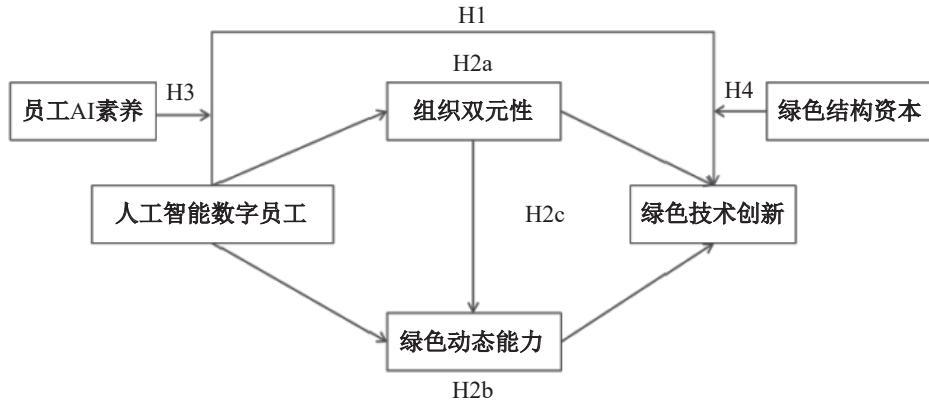 H1
H2a
员工AI素养
H3
组织双元性
H4
绿色结构资本
人工智能数字员工
H2c
绿色技术创新
绿色动态能力
H2b